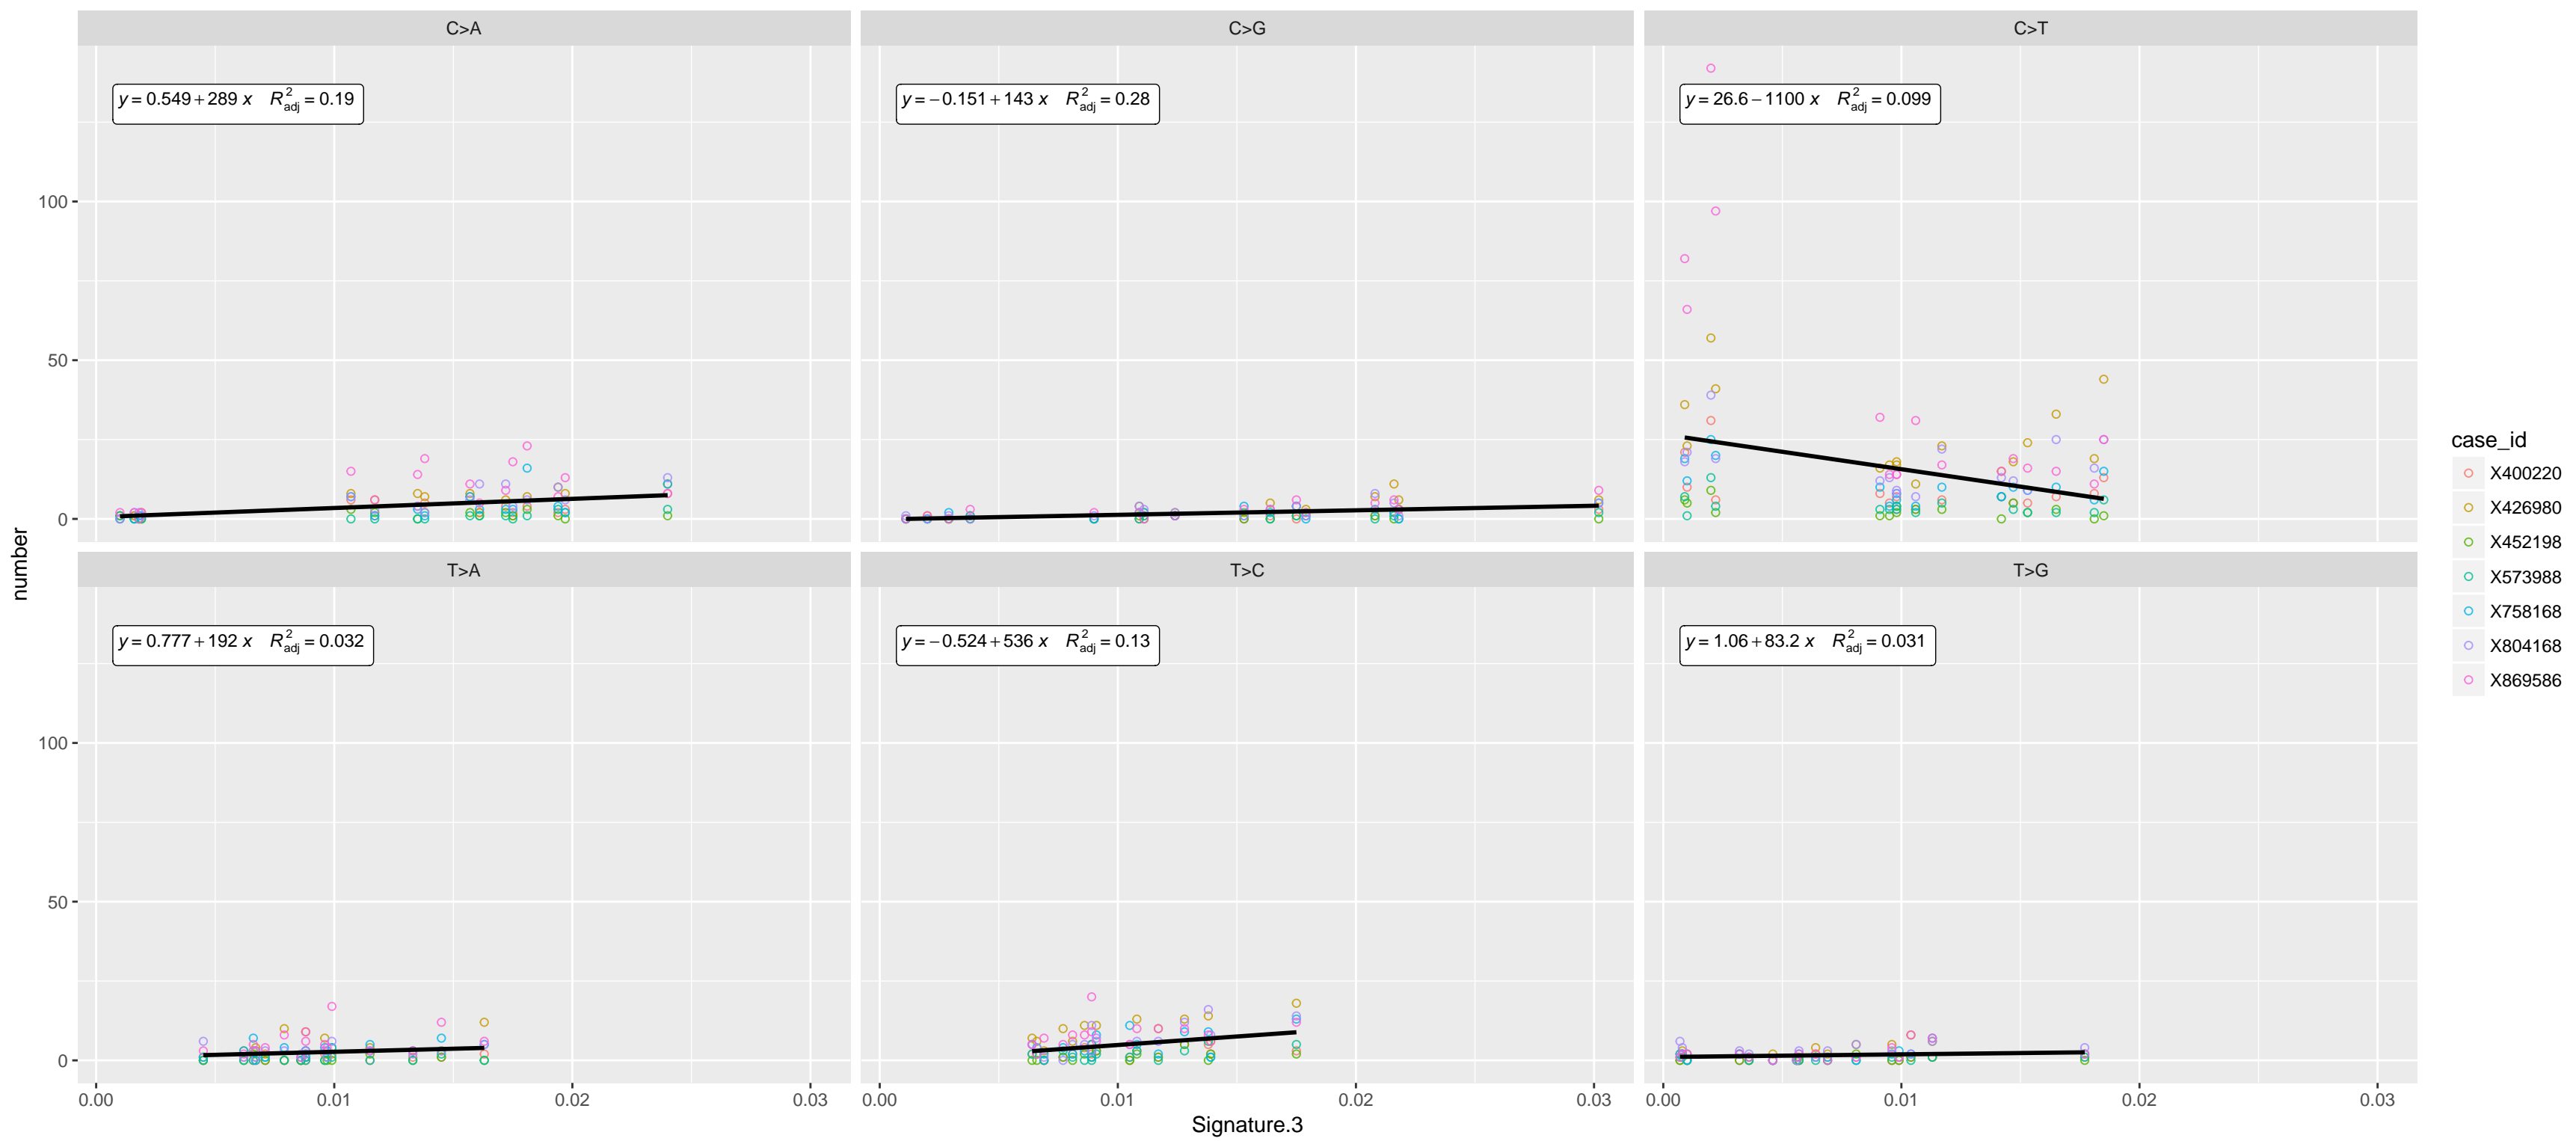 C>A
C>G
C>T
y = 0.549 + 289 x R²adj = 0.19
y = −0.151 + 143 x R²adj = 0.28
y = 26.6 − 1100 x R²adj = 0.099
100
50
0
T>A
T>C
T>G
y = 0.777 + 192 x R²adj = 0.032
y = −0.524 + 536 x R²adj = 0.13
y = 1.06 + 83.2 x R²adj = 0.031
100
50
0
0.00 0.01 0.02 0.03
0.00 0.01 0.02 0.03
0.00 0.01 0.02 0.03
Signature.3
number
case_id
X400220
X426980
X452198
X573988
X758168
X804168
X869586